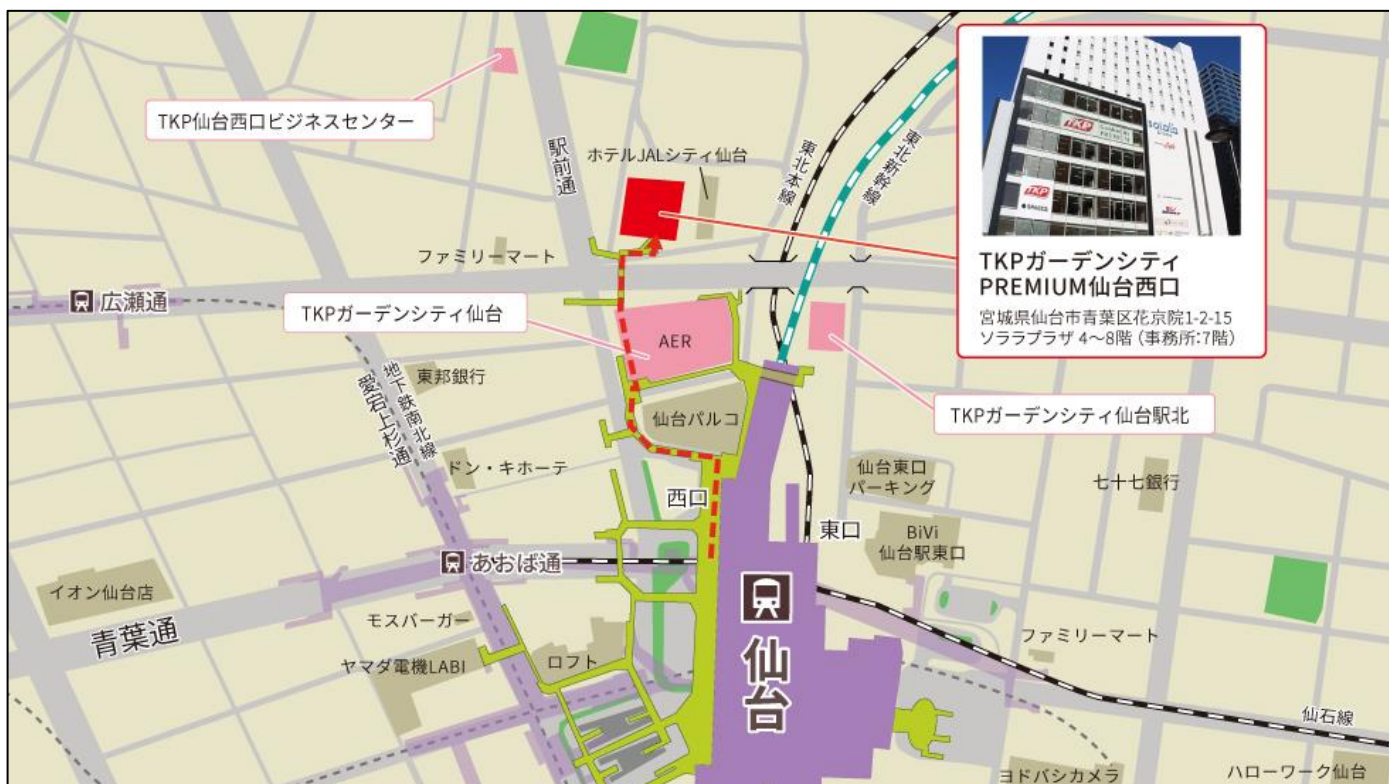 TKP仙台西口ビジネスセンター
駅前通
ホテルJALシティ仙台
東北本線
東北新幹線
TKP
TKP
TKPガーデンシティ
PREMIUM仙台西口
宮城県仙台市青葉区花京院1-2-15
ソララプラザ 4～8階 (事務所:7階)
ファミリーマート
広瀬通
TKPガーデンシティ仙台
AER
東邦銀行
地下鉄南北線
愛宕上杉通
仙台パルコ
TKPガーデンシティ仙台駅北
ドン・キホーテ
西口
仙台東口
パーキング
七十七銀行
東口
BiVi
仙台駅東口
あおば通
イオン仙台店
青葉通
モスバーガー
ヤマダ電機LABI
ロフト
仙台
ファミリーマート
仙石線
ヨドバシカメラ
ハローワーク仙台